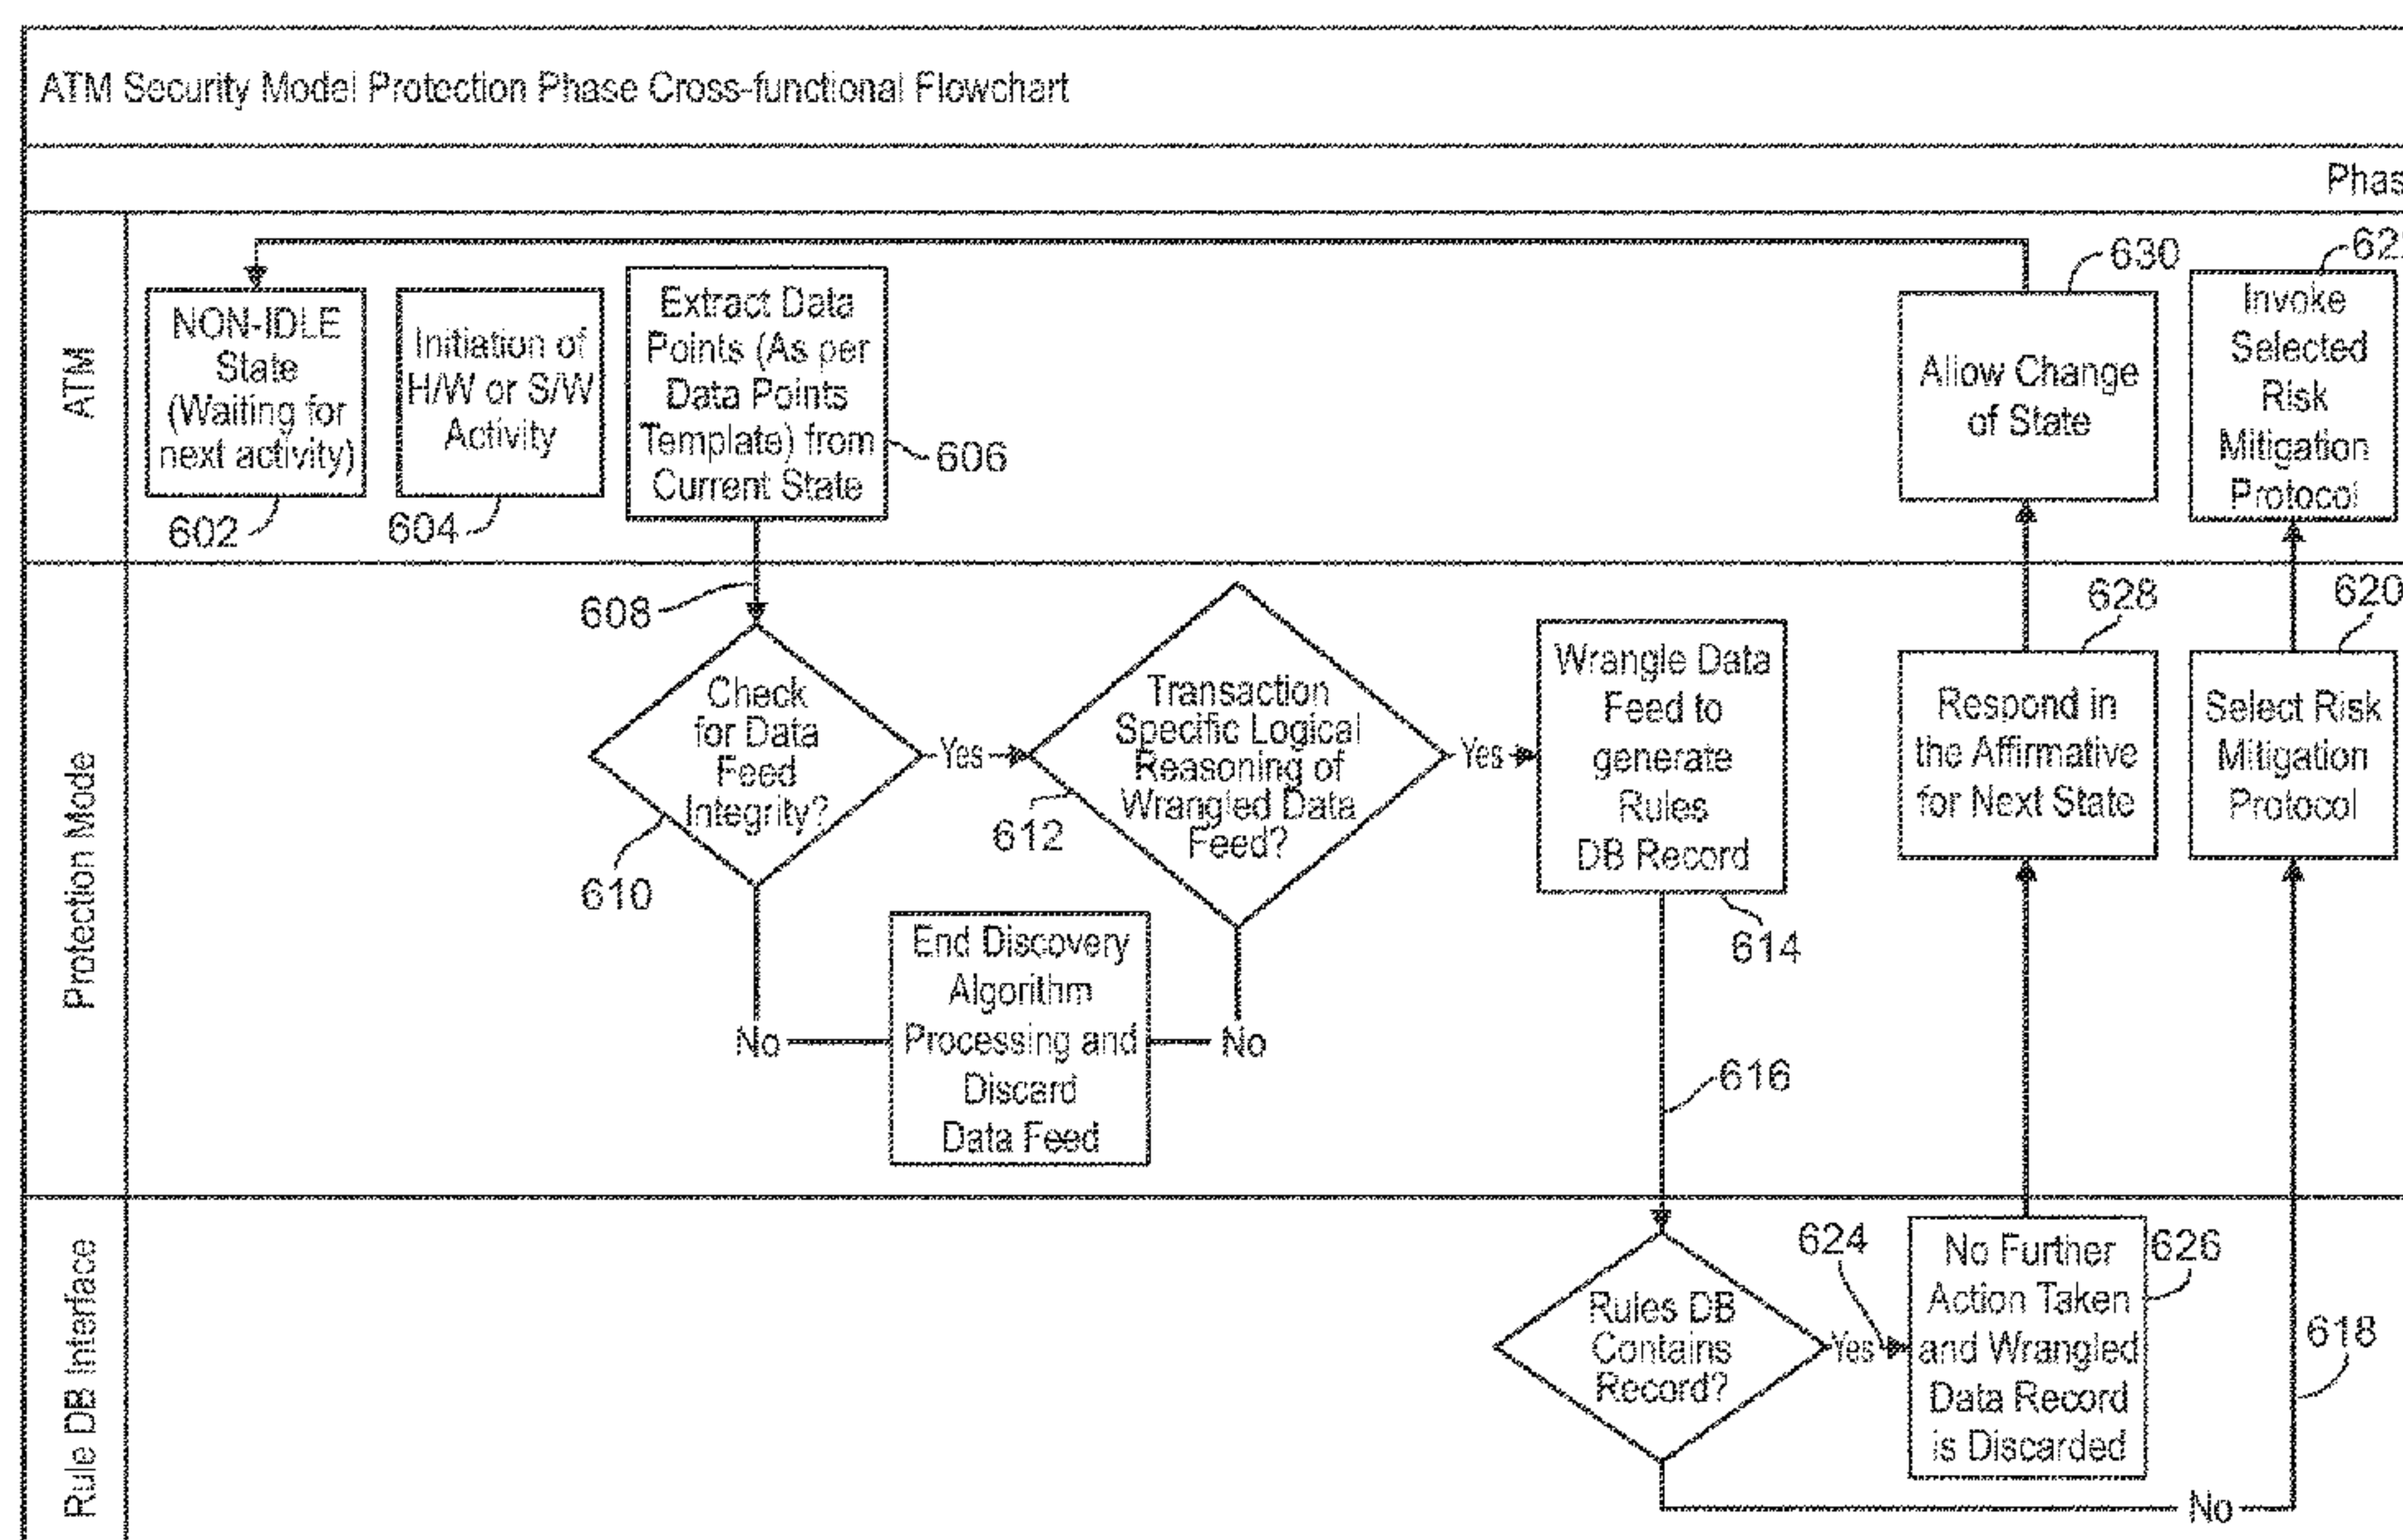 ATM Security Model Protection Phase Cross-functional Flowchart
Phas
ATM
NON-IDLE
State
(Waiting for
next activity)
602
Initiation of
H/W or S/W
Activity
604
Extract Data
Points (As per
Data Points
Template) from
Current State
606
Allow Change
of State
630
Invoke
Selected
Risk
Mitigation
Protocol
622
Protection Mode
608
Check
for Data
Feed
Integrity?
610
Yes
No
Transaction
Specific Logical
Reasoning of
Wrangled Data
Feed?
612
Yes
No
End Discovery
Algorithm
Processing and
Discard
Data Feed
Wrangle Data
Feed to
generate
Rules
DB Record
614
616
Respond in
the Affirmative
for Next State
628
Select Risk
Mitigation
Protocol
620
Rule DB Interface
Rules DB
Contains
Record?
624
Yes
No Further
Action Taken
and Wrangled
Data Record
is Discarded
626
618
No